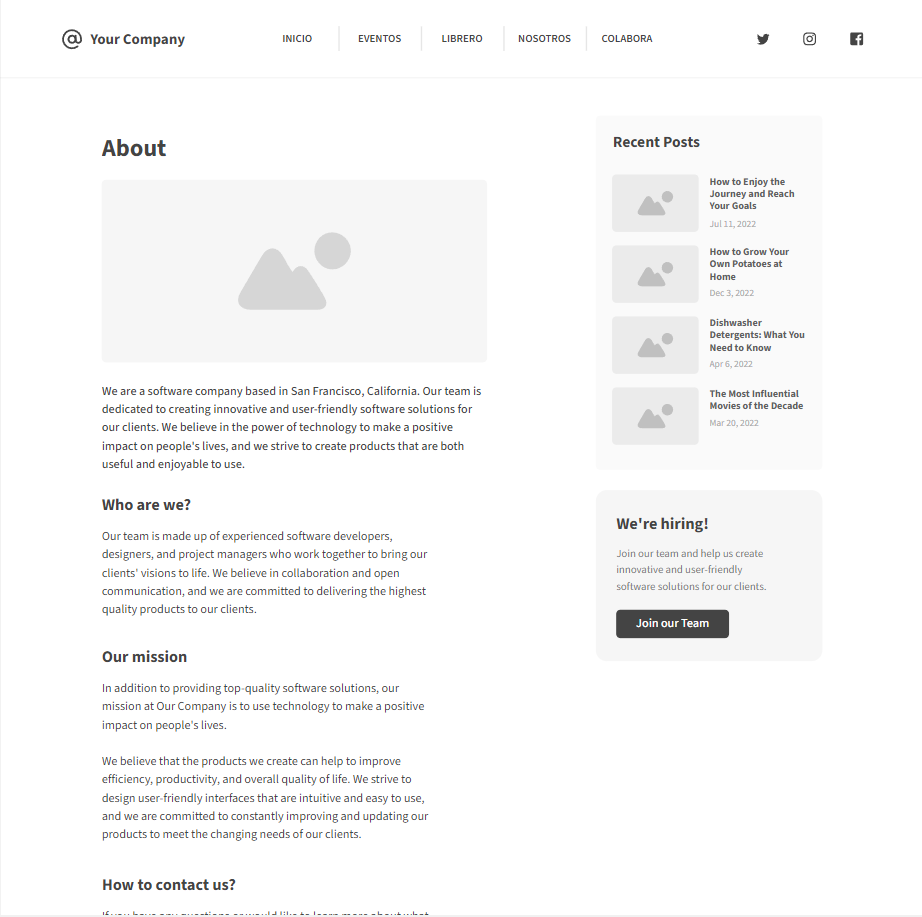 @ Your Company
INICIO
EVENTOS
LIBRERO
NOSOTROS
COLABORA
About
We are a software company based in San Francisco, California. Our team is
dedicated to creating innovative and user-friendly software solutions for
our clients. We believe in the power of technology to make a positive
impact on people's lives, and we strive to create products that are both
useful and enjoyable to use.
Who are we?
Our team is made up of experienced software developers,
designers, and project managers who work together to bring our
clients' visions to life. We believe in collaboration and open
communication, and we are committed to delivering the highest
quality products to our clients.
Our mission
In addition to providing top-quality software solutions, our
mission at Our Company is to use technology to make a positive
impact on people's lives.
We believe that the products we create can help to improve
efficiency, productivity, and overall quality of life. We strive to
design user-friendly interfaces that are intuitive and easy to use,
and we are committed to constantly improving and updating our
products to meet the changing needs of our clients.
How to contact us?
If you have any questions or would like to learn more about what
Recent Posts
How to Enjoy the
Journey and Reach
Your Goals
Jul 11, 2022
How to Grow Your
Own Potatoes at
Home
Dec 3, 2022
Dishwasher
Detergents: What You
Need to Know
Apr 6, 2022
The Most Influential
Movies of the Decade
Mar 20, 2022
We're hiring!
Join our team and help us create
innovative and user-friendly
software solutions for our clients.
Join our Team